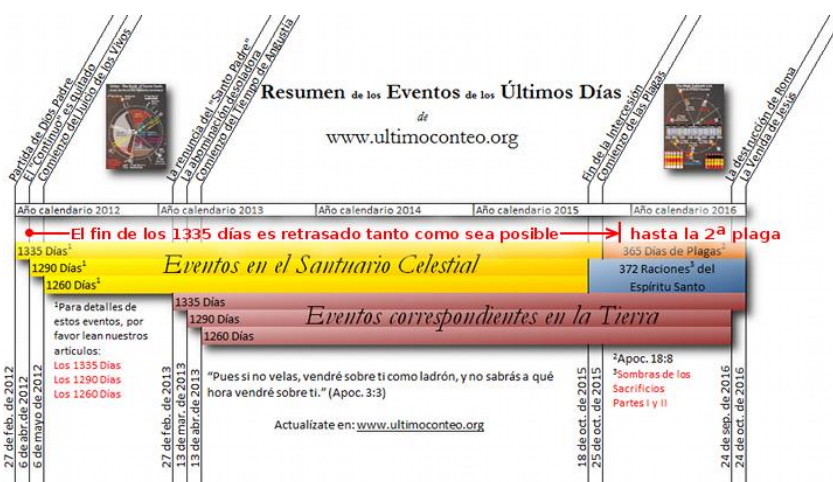 Partida de Dios Padre
El "Continuo" es quitado
Comienzo del Juicio de los Vivos
La renuncia del "Santo Padre"
La abominación desoladora
Comienzo del Tiempo de Angustia
Resumen de los Eventos de los Últimos Días
de
www.ultimoconteo.org
Fin de la Intercesión
Comienzo de las Plagas
La destrucción de Roma
La Venida de Jesús
Año calendario 2012
Año calendario 2013
Año calendario 2014
Año calendario 2015
Año calendario 2016
El fin de los 1335 días es retrasado tanto como sea posible
hasta la 2ª plaga
1335 Días¹
1290 Días¹
1260 Días¹
Eventos en el Santuario Celestial
365 Días de Plagas²
372 Raciones³ del
Espíritu Santo
1335 Días
1290 Días
1260 Días
Eventos correspondientes en la Tierra
¹Para detalles de
estos eventos, por
favor lean nuestros
artículos:
Los 1335 Días
Los 1290 Días
Los 1260 Días
"Pues si no velas, vendré sobre ti como ladrón, y no sabrás a qué
hora vendré sobre ti." (Apoc. 3:3)
Actualízate en: www.ultimoconteo.org
²Apoc. 18:8
³Sombras de los
Sacrificios
Partes I y II
27 de feb. de 2012
6 de abr. de 2012
6 de mayo de 2012
27 de feb. de 2013
13 de mar. de 2013
13 de abr. de 2013
18 de oct. de 2015
25 de oct. de 2015
24 de sep. de 2016
24 de oct. de 2016